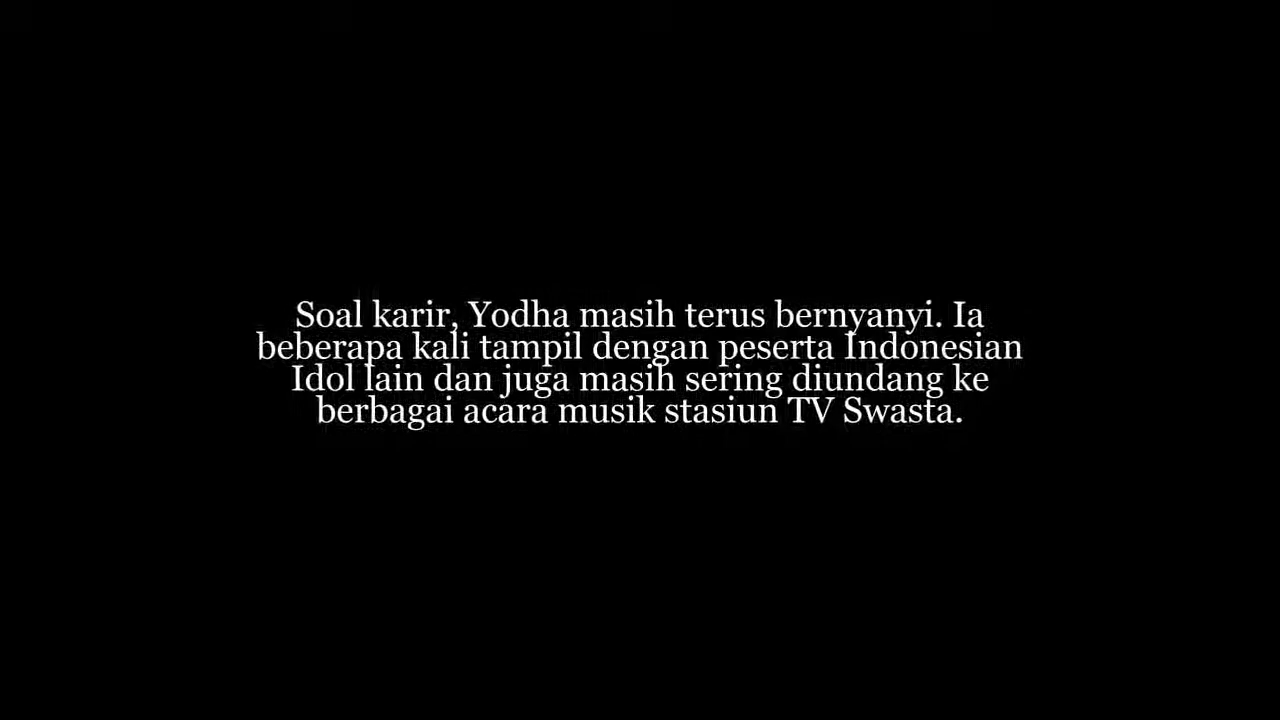 Soal karir, Yodha masih terus bernyanyi. Ia
beberapa kali tampil dengan peserta Indonesian
Idol lain dan juga masih sering diundang ke
berbagai acara musik stasiun TV Swasta.